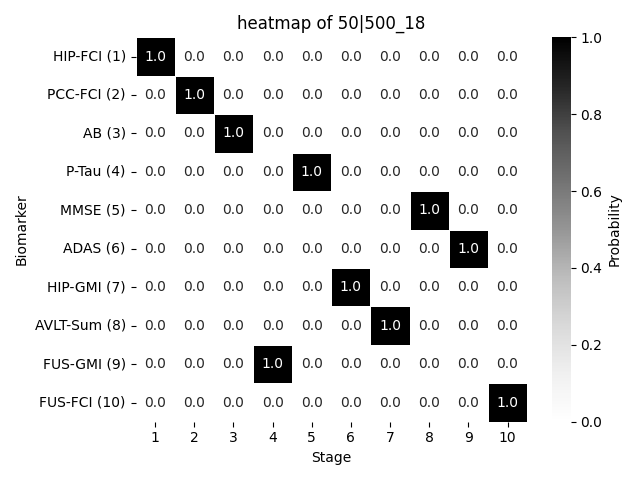 heatmap of 50|500_18
HIP-FCI (1) 1.0 0.0 0.0 0.0 0.0 0.0 0.0 0.0 0.0 0.0
PCC-FCI (2) 0.0 1.0 0.0 0.0 0.0 0.0 0.0 0.0 0.0 0.0
AB (3) 0.0 0.0 1.0 0.0 0.0 0.0 0.0 0.0 0.0 0.0
P-Tau (4) 0.0 0.0 0.0 0.0 1.0 0.0 0.0 0.0 0.0 0.0
MMSE (5) 0.0 0.0 0.0 0.0 0.0 0.0 0.0 1.0 0.0 0.0
ADAS (6) 0.0 0.0 0.0 0.0 0.0 0.0 0.0 0.0 1.0 0.0
HIP-GMI (7) 0.0 0.0 0.0 0.0 0.0 1.0 0.0 0.0 0.0 0.0
AVLT-Sum (8) 0.0 0.0 0.0 0.0 0.0 0.0 1.0 0.0 0.0 0.0
FUS-GMI (9) 0.0 0.0 0.0 1.0 0.0 0.0 0.0 0.0 0.0 0.0
FUS-FCI (10) 0.0 0.0 0.0 0.0 0.0 0.0 0.0 0.0 0.0 1.0
1 2 3 4 5 6 7 8 9 10
Stage
Biomarker
1.0
0.8
0.6
0.4
0.2
0.0
Probability